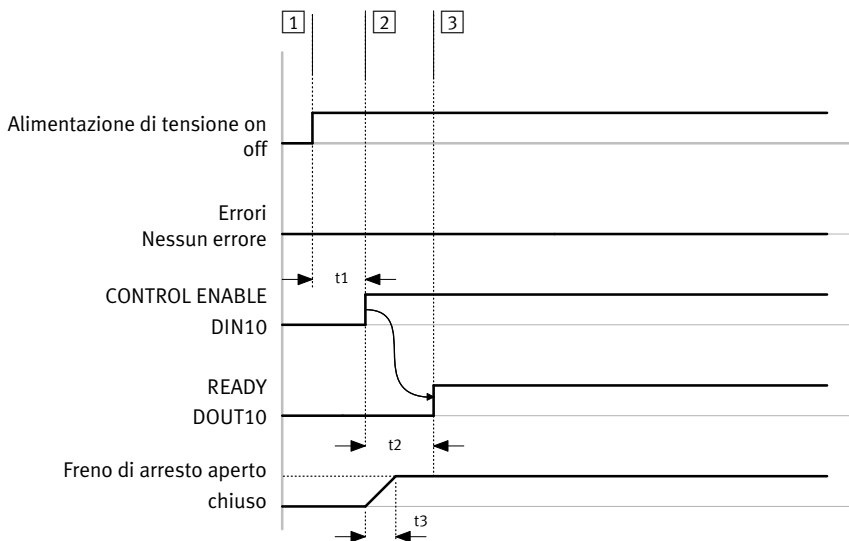 1 2 3
Alimentazione di tensione on
off
Errori
Nessun errore
t1
CONTROL ENABLE
DIN10
READY
DOUT10
t2
Freno di arresto aperto
chiuso
t3